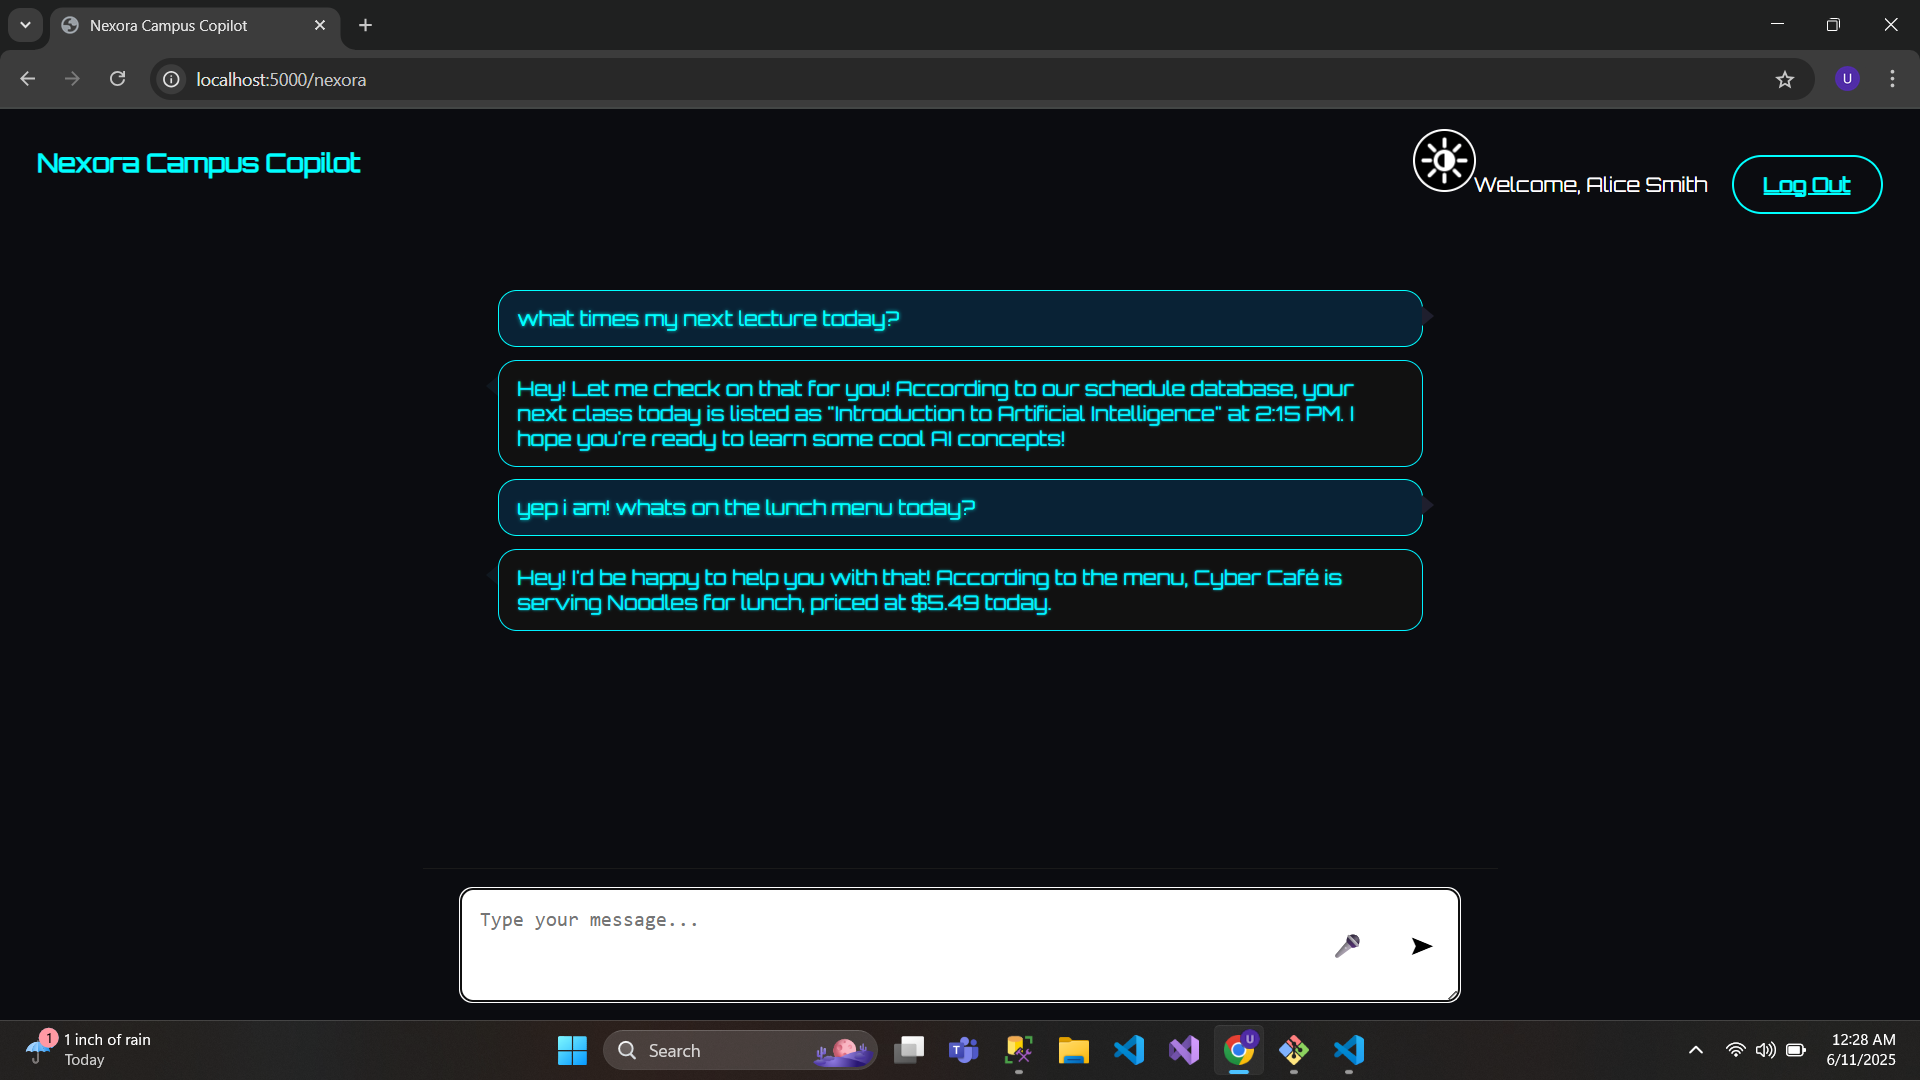 Nexora Campus Copilot
localhost:5000/nexora
U
Nexora Campus Copilot
Welcome, Alice Smith
Log Out
what times my next lecture today?
Hey! Let me check on that for you! According to our schedule database, your
next class today is listed as "Introduction to Artificial Intelligence" at 2:15 PM. I
hope you're ready to learn some cool AI concepts!
yep i am! whats on the lunch menu today?
Hey! I'd be happy to help you with that! According to the menu, Cyber Café is
serving Noodles for lunch, priced at $5.49 today.
Type your message...
1
1 inch of rain
Today
Search
T
U
12:28 AM
6/11/2025